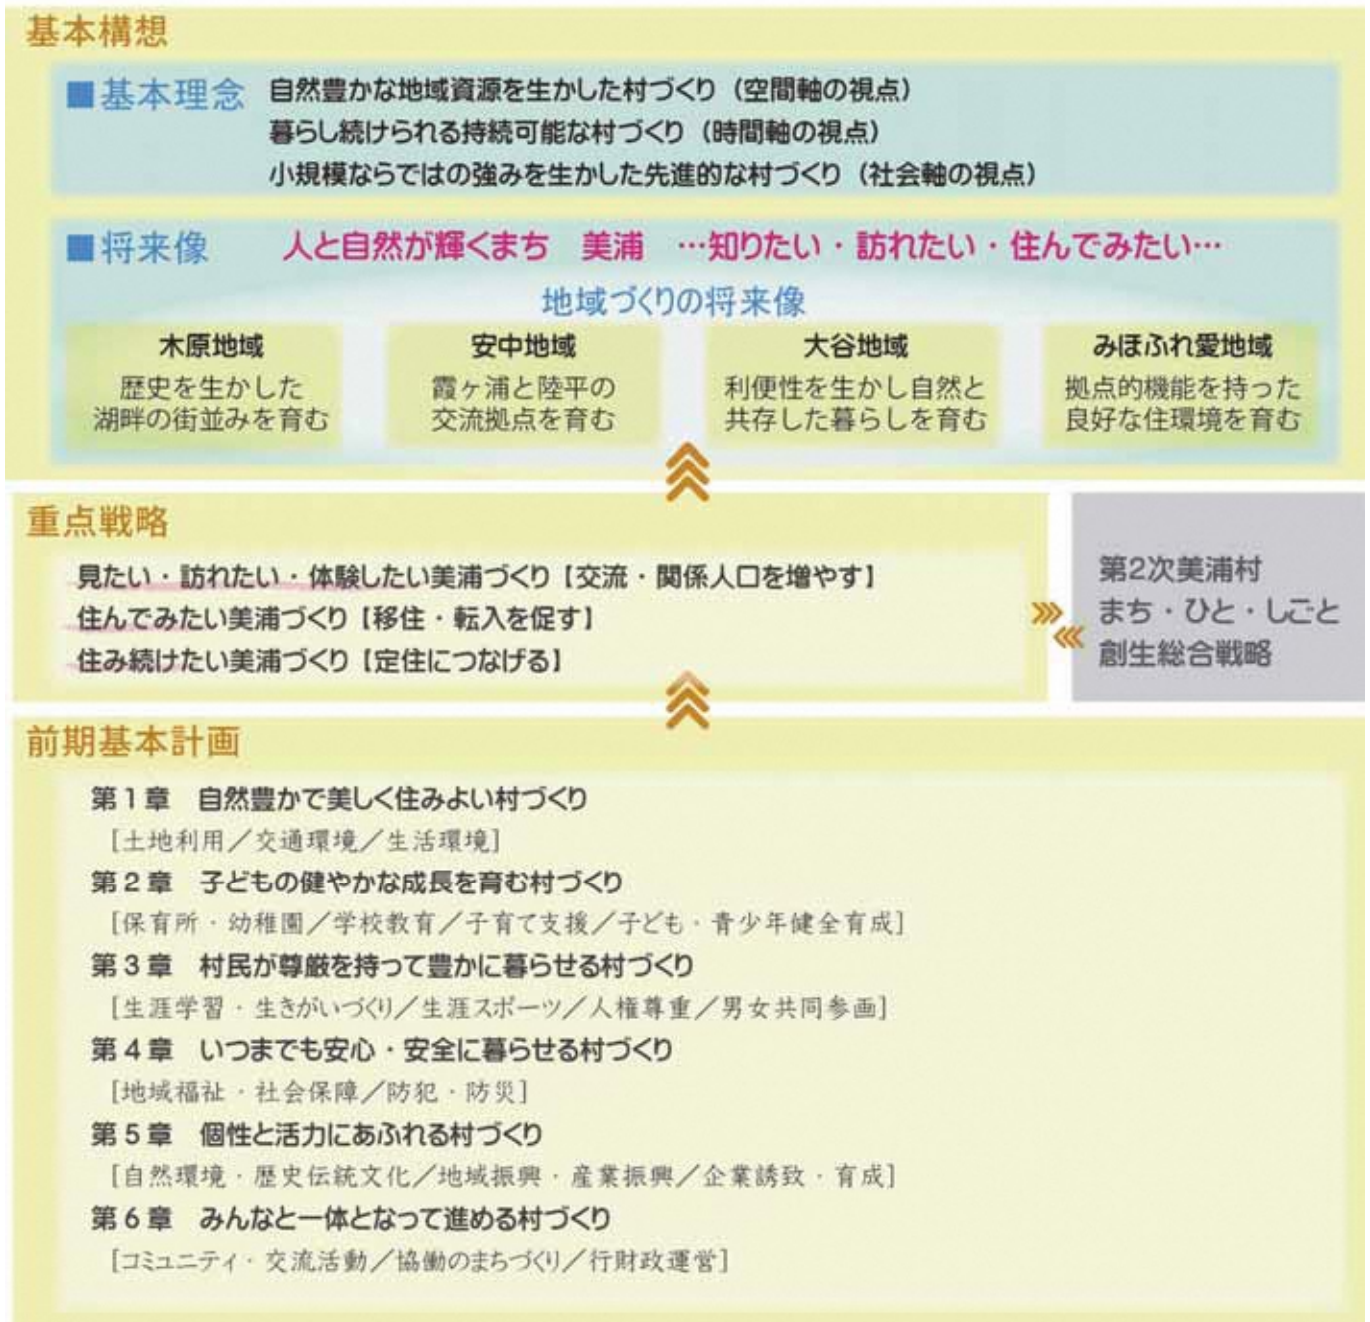 基本構想
■基本理念 自然豊かな地域資源を生かした村づくり（空間軸の視点）
暮らし続けられる持続可能な村づくり（時間軸の視点）
小規模ならではの強みを生かした先進的な村づくり（社会軸の視点）
■将来像 人と自然が輝くまち 美浦 …知りたい・訪れたい・住んでみたい…
地域づくりの将来像
木原地域
歴史を生かした
湖畔の街並みを育む
安中地域
霞ヶ浦と陸平の
交流拠点を育む
大谷地域
利便性を生かし自然と
共存した暮らしを育む
みほふれ愛地域
拠点的機能を持った
良好な住環境を育む
重点戦略
見たい・訪れたい・体験したい美浦づくり【交流・関係人口を増やす】
住んでみたい美浦づくり【移住・転入を促す】
住み続けたい美浦づくり【定住につなげる】
第2次美浦村
まち・ひと・しごと
創生総合戦略
前期基本計画
第1章 自然豊かで美しく住みよい村づくり
［土地利用／交通環境／生活環境］
第2章 子どもの健やかな成長を育む村づくり
［保育所・幼稚園／学校教育／子育て支援／子ども・青少年健全育成］
第3章 村民が尊厳を持って豊かに暮らせる村づくり
［生涯学習・生きがいづくり／生涯スポーツ／人権尊重／男女共同参画］
第4章 いつまでも安心・安全に暮らせる村づくり
［地域福祉・社会保障／防犯・防災］
第5章 個性と活力にあふれる村づくり
［自然環境・歴史伝統文化／地域振興・産業振興／企業誘致・育成］
第6章 みんなと一体となって進める村づくり
［コミュニティ・交流活動／協働のまちづくり／行財政運営］